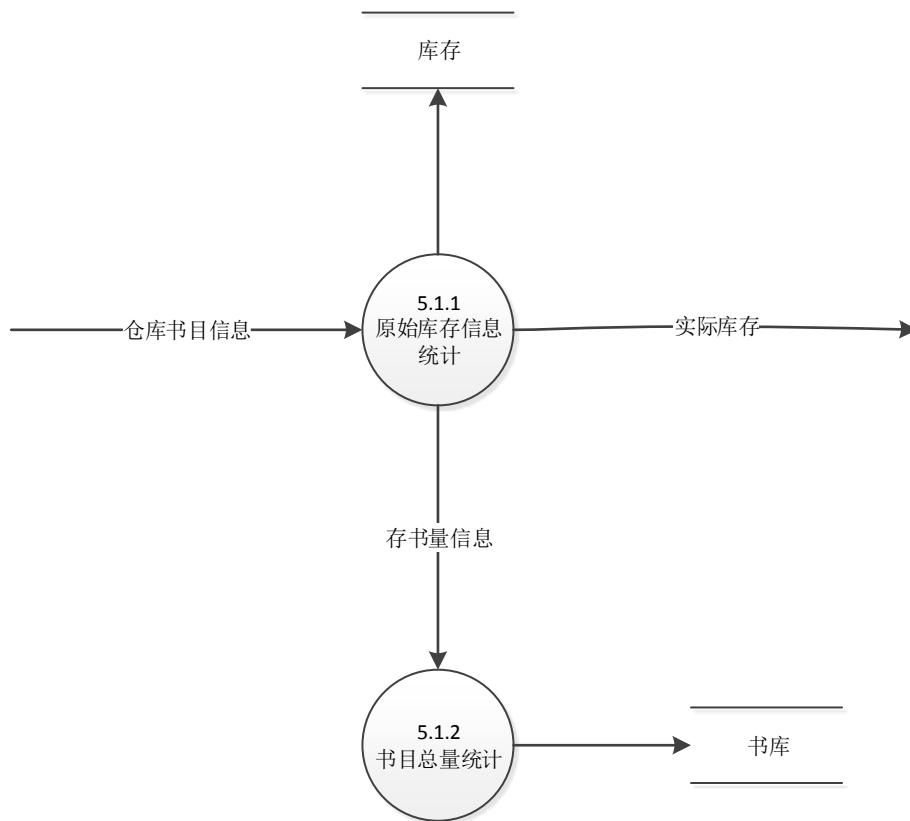 库存
5.1.1
原始库存信息
统计
仓库书目信息
实际库存
存书量信息
5.1.2
书目总量统计
书库